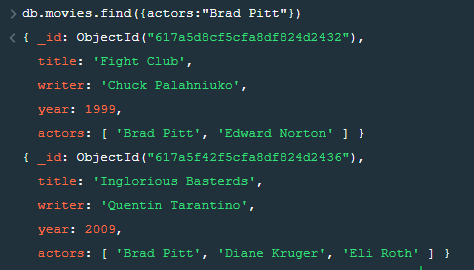 > db.movies.find({actors:"Brad Pitt"})
< { _id: ObjectId("617a5d8cf5cfa8df824d2432"),
title: 'Fight Club',
writer: 'Chuck Palahniuko',
year: 1999,
actors: [ 'Brad Pitt', 'Edward Norton' ] }
{ _id: ObjectId("617a5f42f5cfa8df824d2436"),
title: 'Inglorious Basterds',
writer: 'Quentin Tarantino',
year: 2009,
actors: [ 'Brad Pitt', 'Diane Kruger', 'Eli Roth' ] }